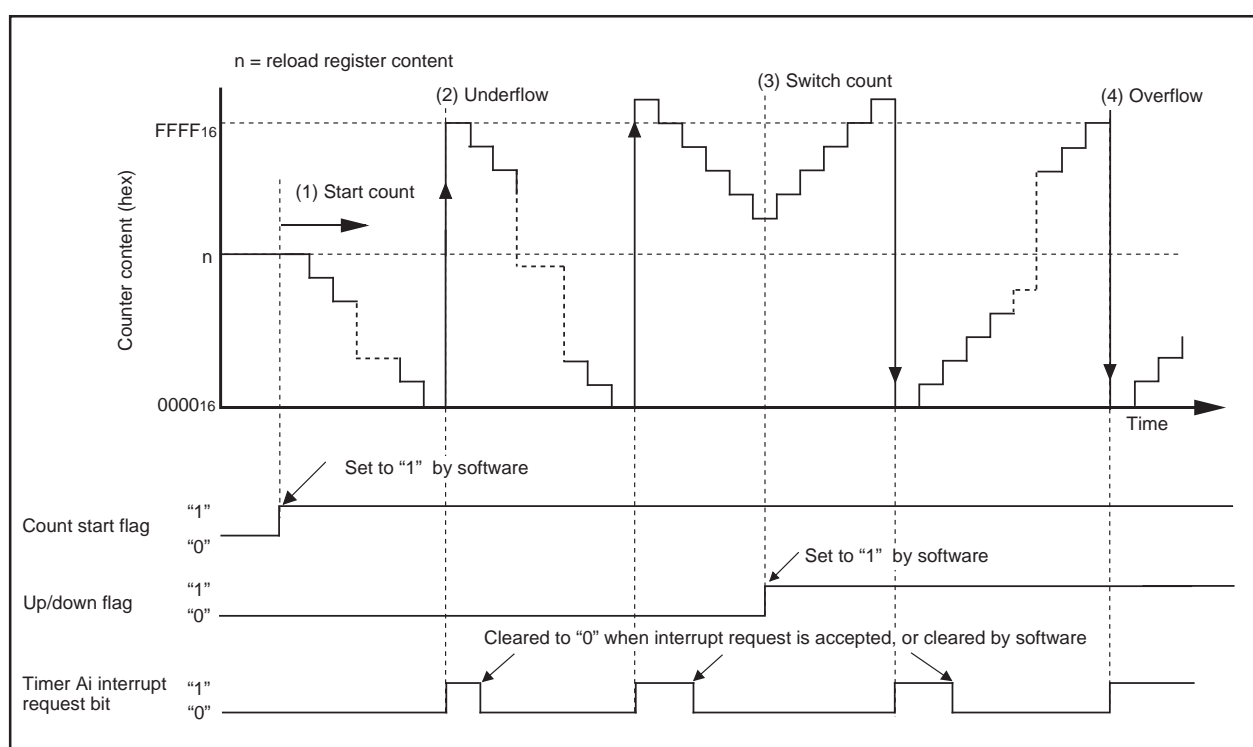 n = reload register content
(2) Underflow
(3) Switch count
(4) Overflow
FFFF16
(1) Start count
n
Counter content (hex)
000016
Time
Set to “1” by software
Count start flag
“1”
“0”
Set to “1” by software
Up/down flag
“1”
“0”
Cleared to “0” when interrupt request is accepted, or cleared by software
Timer Ai interrupt
request bit
“1”
“0”